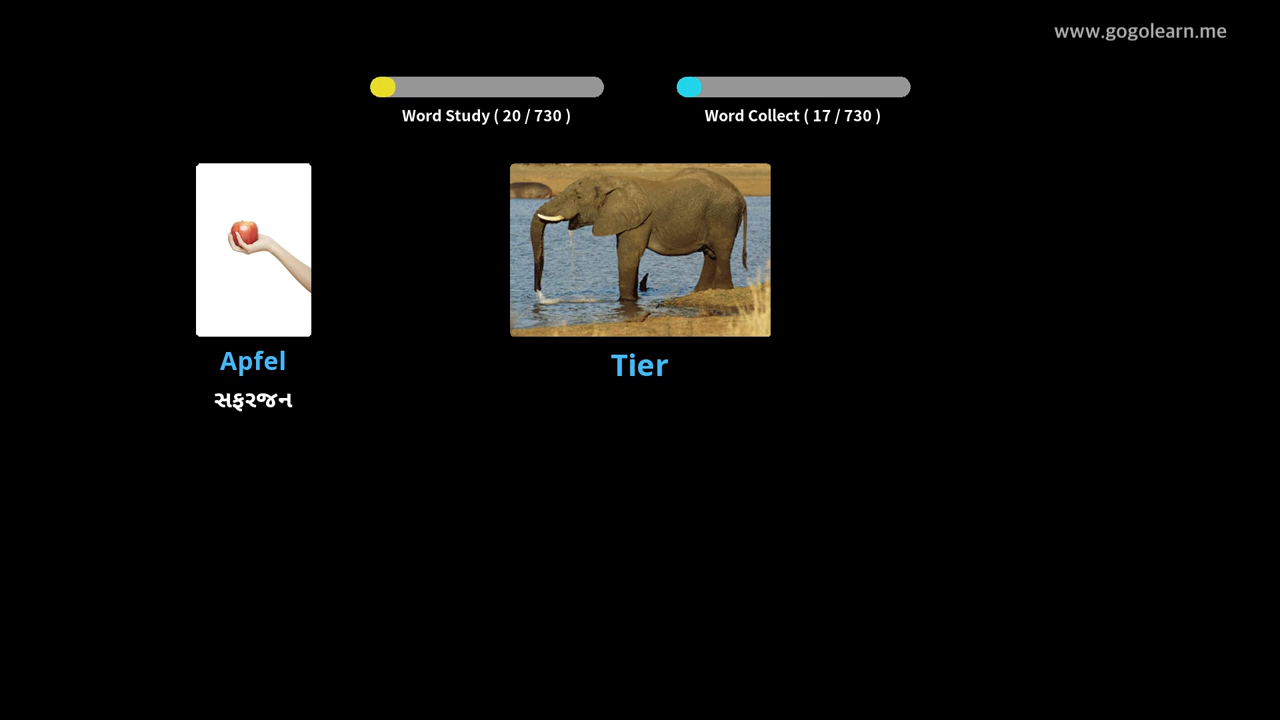 www.gogolearn.me
Word Study ( 20 / 730 )
Word Collect ( 17 / 730 )
Apfel
સફરજન
Tier